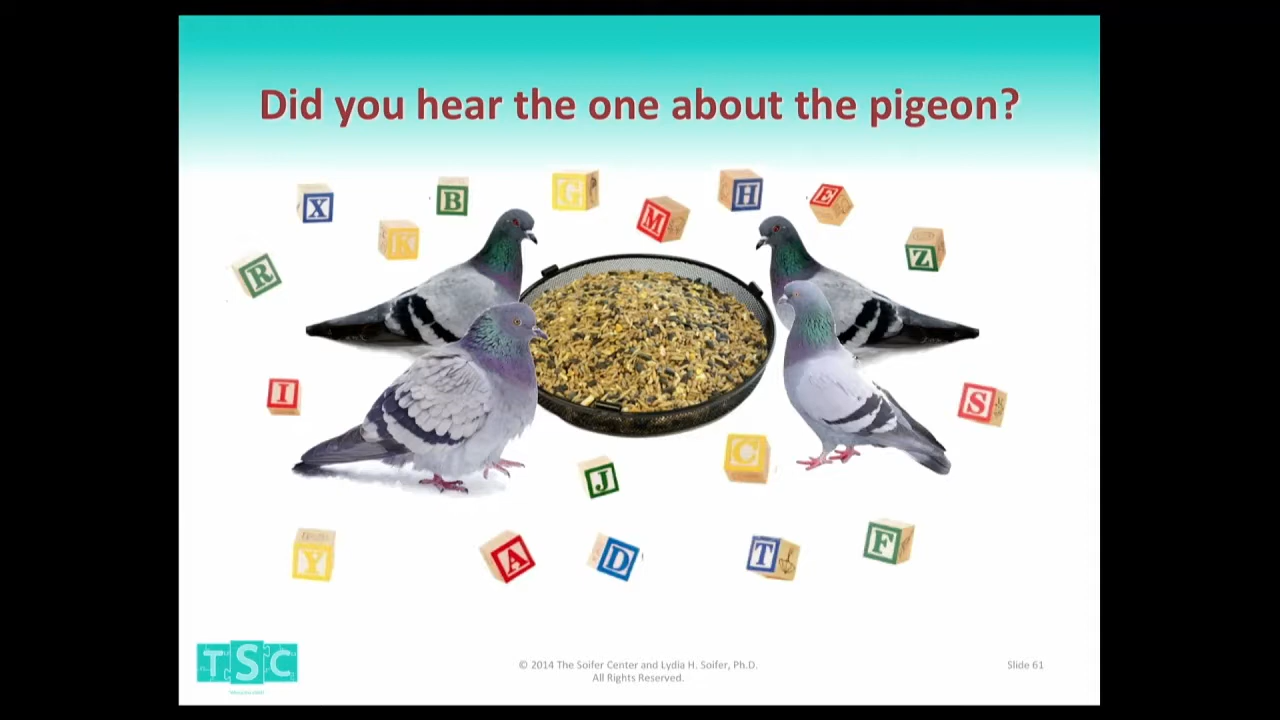 Did you hear the one about the pigeon?
X
B
G
M
H
E
K
R
Z
I
S
C
J
Y
A
D
T
F
TSC
© 2014 The Soifer Center and Lydia H. Soifer, Ph.D.
All Rights Reserved.
Slide 61